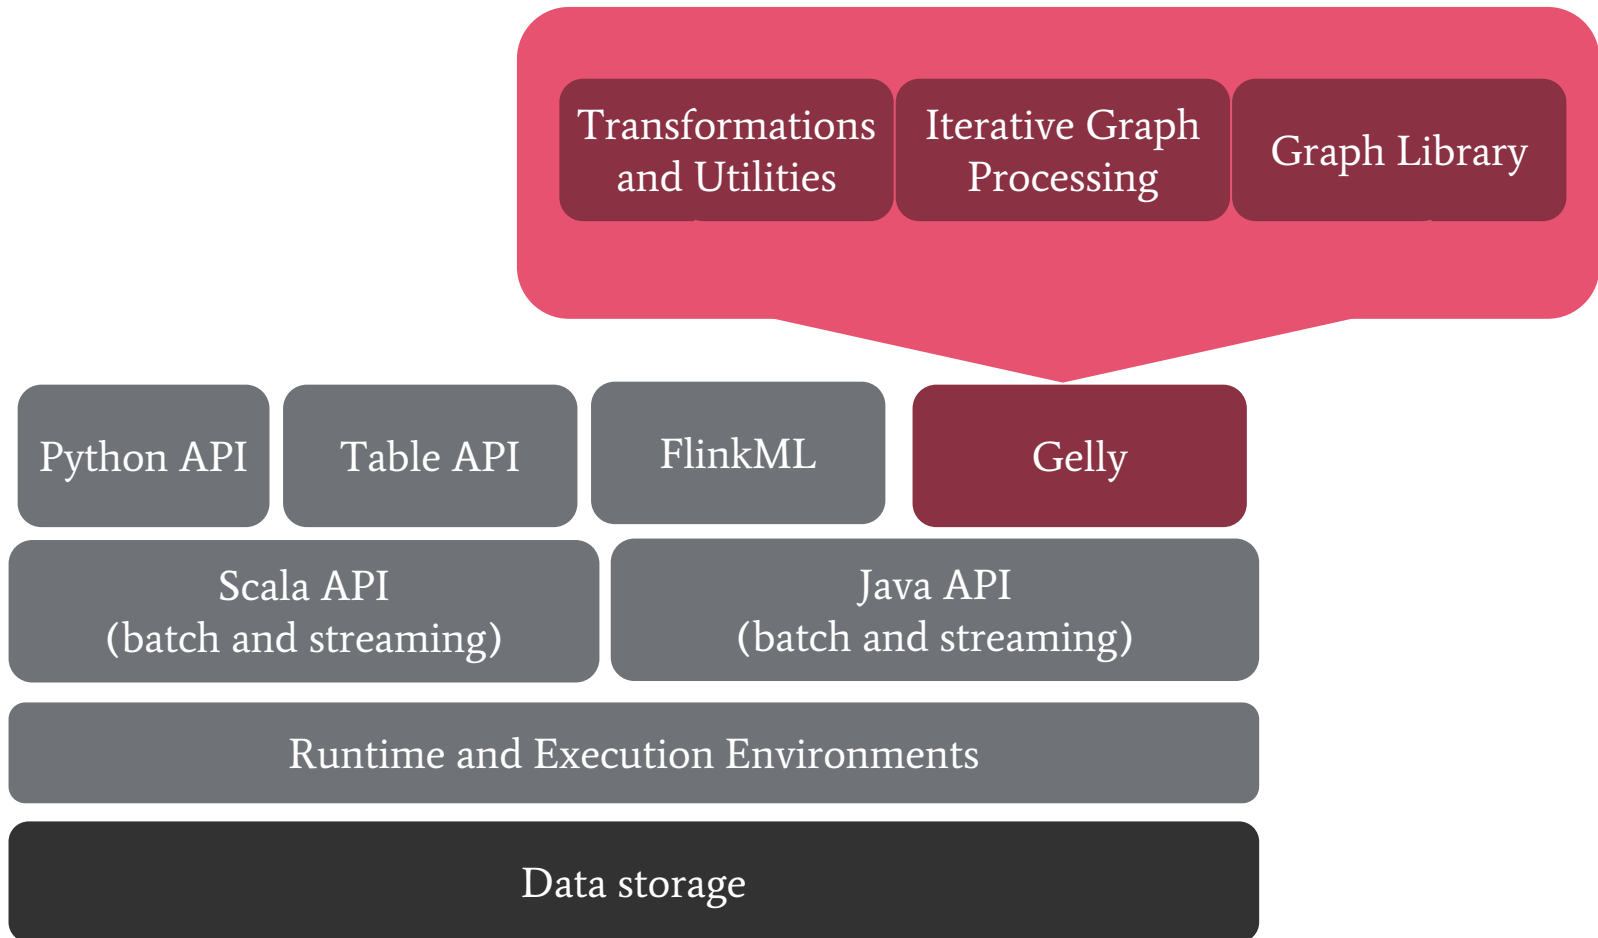 Transformations
and Utilities
Iterative Graph
Processing
Graph Library
Python API
Table API
FlinkML
Gelly
Scala API
(batch and streaming)
Java API
(batch and streaming)
Runtime and Execution Environments
Data storage